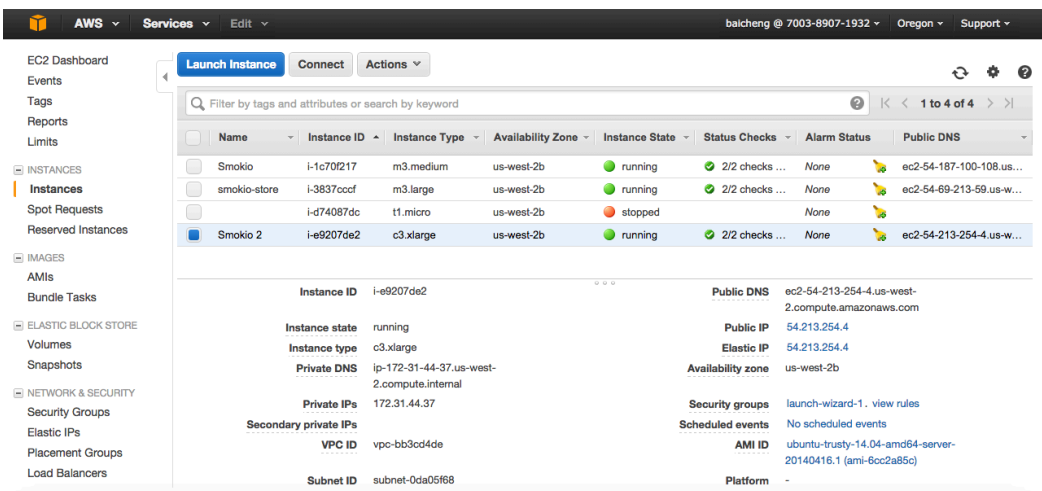 AWS Services Edit baicheng @ 7003-8907-1932 Oregon Support
EC2 Dashboard
Events
Tags
Reports
Limits
INSTANCES
Instances
Spot Requests
Reserved Instances
IMAGES
AMIs
Bundle Tasks
ELASTIC BLOCK STORE
Volumes
Snapshots
NETWORK & SECURITY
Security Groups
Elastic IPs
Placement Groups
Load Balancers
Launch Instance Connect Actions
Filter by tags and attributes or search by keyword 1 to 4 of 4
Name Instance ID Instance Type Availability Zone Instance State Status Checks Alarm Status Public DNS
Smokio i-1c70f217 m3.medium us-west-2b running 2/2 checks ... None ec2-54-187-100-108.us...
smokio-store i-3837cccf m3.large us-west-2b running 2/2 checks ... None ec2-54-69-213-59.us-w...
i-d74087dc t1.micro us-west-2b stopped None
Smokio 2 i-e9207de2 c3.xlarge us-west-2b running 2/2 checks ... None ec2-54-213-254-4.us-w...
Instance ID i-e9207de2
Instance state running
Instance type c3.xlarge
Private DNS ip-172-31-44-37.us-west-
2.compute.internal
Private IPs 172.31.44.37
Secondary private IPs
VPC ID vpc-bb3cd4de
Subnet ID subnet-0da05f68
Public DNS ec2-54-213-254-4.us-west-
2.compute.amazonaws.com
Public IP 54.213.254.4
Elastic IP 54.213.254.4
Availability zone us-west-2b
Security groups launch-wizard-1. view rules
Scheduled events No scheduled events
AMI ID ubuntu-trusty-14.04-amd64-server-
20140416.1 (ami-6cc2a85c)
Platform -